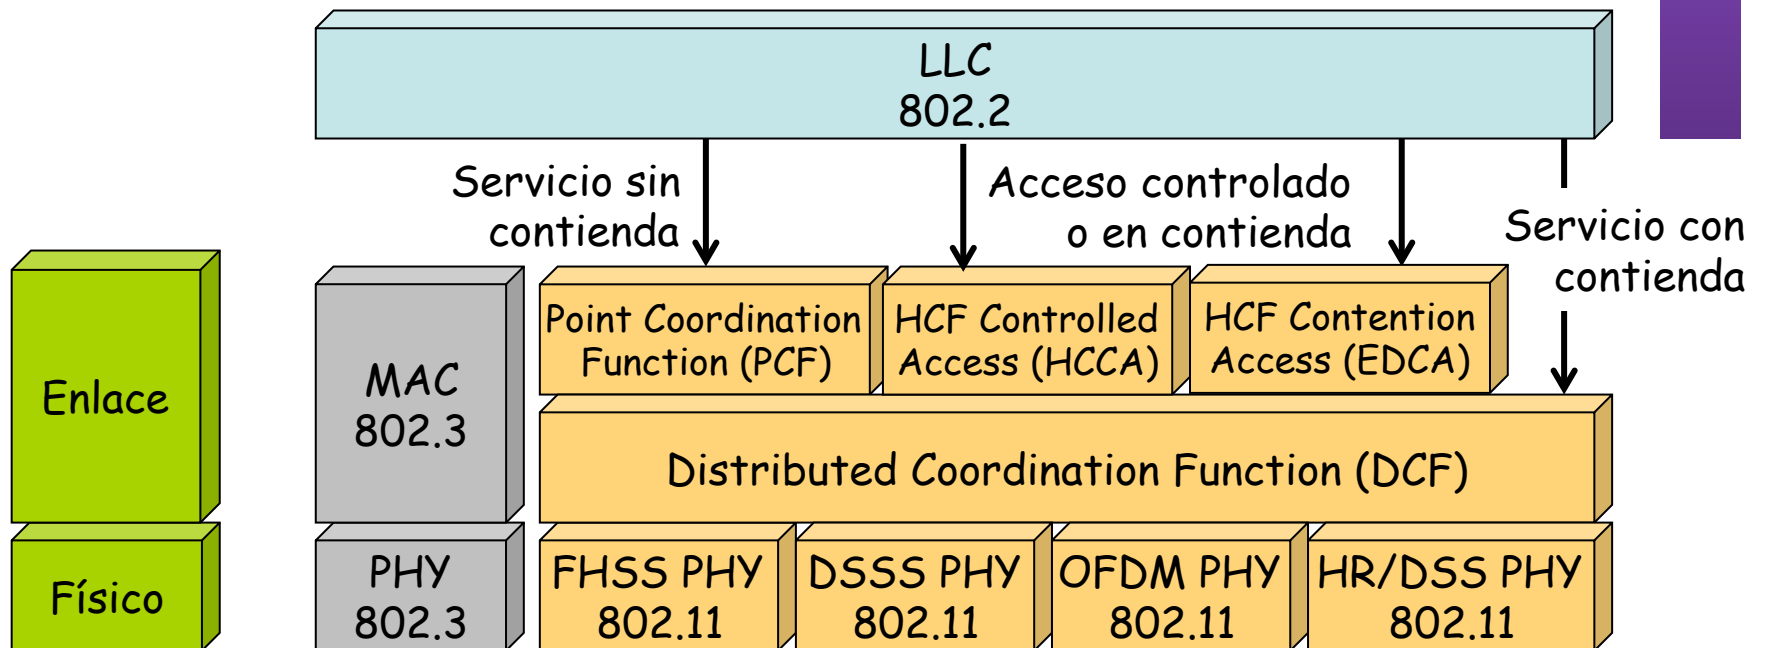 LLC
802.2
Servicio sin
contienda
Acceso controlado
o en contienda
Servicio con
contienda
Enlace
MAC
802.3
Point Coordination
Function (PCF)
HCF Controlled
Access (HCCA)
HCF Contention
Access (EDCA)
Distributed Coordination Function (DCF)
Físico
PHY
802.3
FHSS PHY
802.11
DSSS PHY
802.11
OFDM PHY
802.11
HR/DSS PHY
802.11